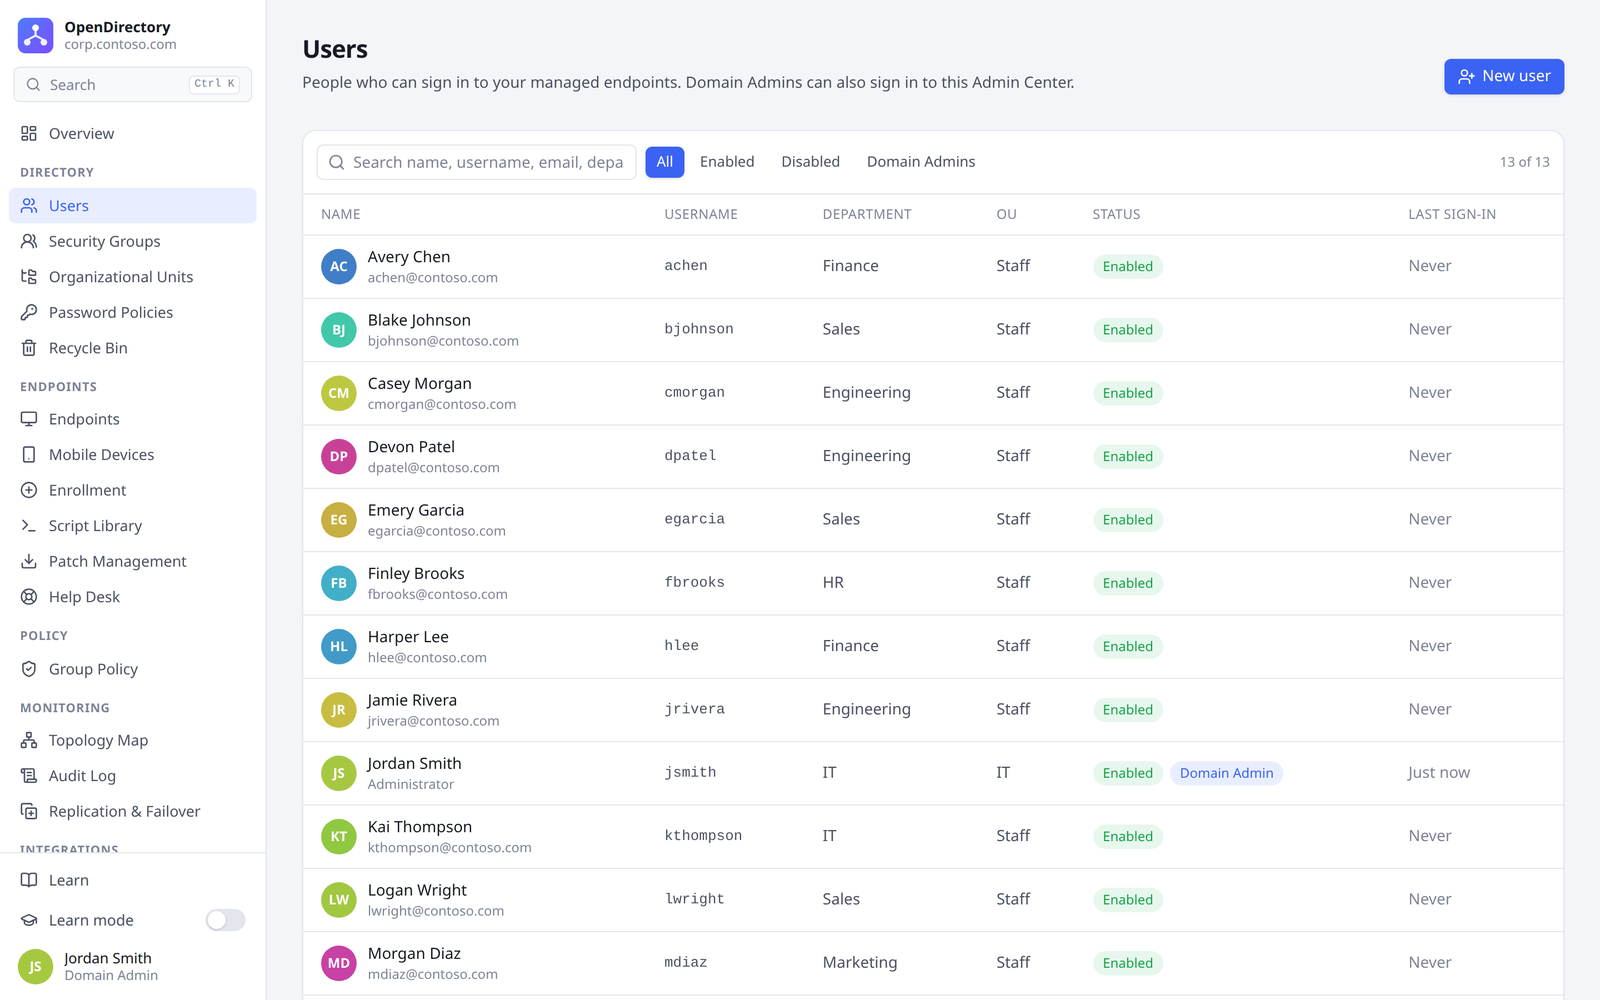 OpenDirectory
corp.contoso.com
Search
Ctrl K
Overview
DIRECTORY
Users
Security Groups
Organizational Units
Password Policies
Recycle Bin
ENDPOINTS
Endpoints
Mobile Devices
Enrollment
Script Library
Patch Management
Help Desk
POLICY
Group Policy
MONITORING
Topology Map
Audit Log
Replication & Failover
INTEGRATIONS
Learn
Learn mode
JS
Jordan Smith
Domain Admin
Users
People who can sign in to your managed endpoints. Domain Admins can also sign in to this Admin Center.
New user
Search name, username, email, depa
All
Enabled
Disabled
Domain Admins
13 of 13
NAME USERNAME DEPARTMENT OU STATUS LAST SIGN-IN
AC Avery Chen achen Finance Staff Enabled Never
achen@contoso.com
BJ Blake Johnson bjohnson Sales Staff Enabled Never
bjohnson@contoso.com
CM Casey Morgan cmorgan Engineering Staff Enabled Never
cmorgan@contoso.com
DP Devon Patel dpatel Engineering Staff Enabled Never
dpatel@contoso.com
EG Emery Garcia egarcia Sales Staff Enabled Never
egarcia@contoso.com
FB Finley Brooks fbrooks HR Staff Enabled Never
fbrooks@contoso.com
HL Harper Lee hlee Finance Staff Enabled Never
hlee@contoso.com
JR Jamie Rivera jrivera Engineering Staff Enabled Never
jrivera@contoso.com
JS Jordan Smith jsmith IT IT Enabled Domain Admin Just now
Administrator
KT Kai Thompson kthompson IT Staff Enabled Never
kthompson@contoso.com
LW Logan Wright lwright Sales Staff Enabled Never
lwright@contoso.com
MD Morgan Diaz mdiaz Marketing Staff Enabled Never
mdiaz@contoso.com